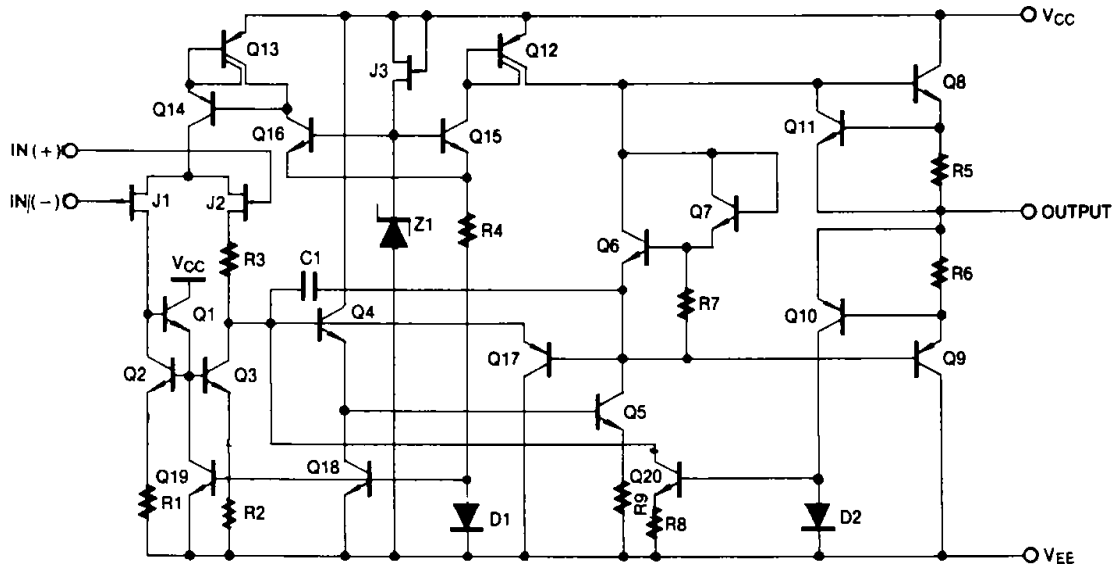 VCC
Q13
Q12
J3
Q8
Q14
Q11
Q16
Q15
IN (+)
R5
IN (-)
J1
J2
Q7
OUTPUT
Z1
R4
Q6
R3
C1
R6
VCC
R7
Q1
Q4
Q10
Q17
Q2
Q3
Q9
Q5
Q19
Q18
Q20
R1
R2
D1
R9
R8
D2
VEE